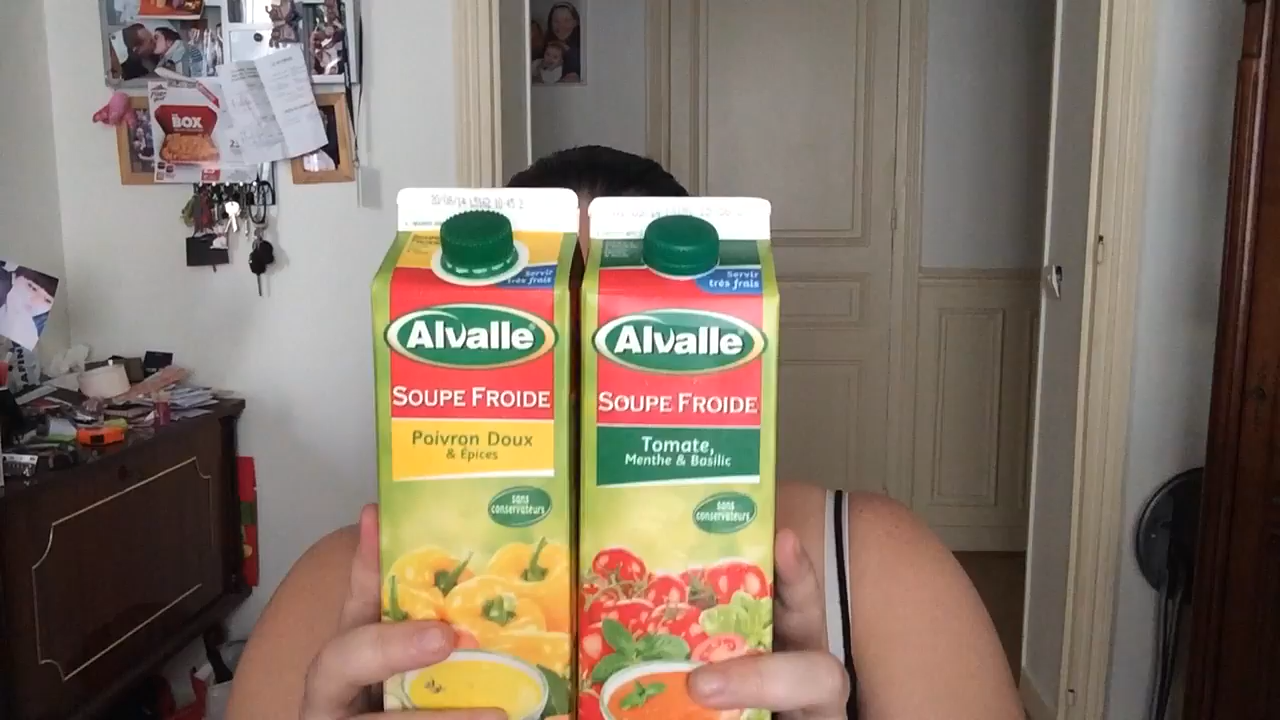 BOX
Servir
très frais
Alvalle
SOUPE FROIDE
Poivron Doux
& Épices
sans
conservateurs
Servir
très frais
Alvalle
SOUPE FROIDE
Tomate,
Menthe & Basilic
sans
conservateurs